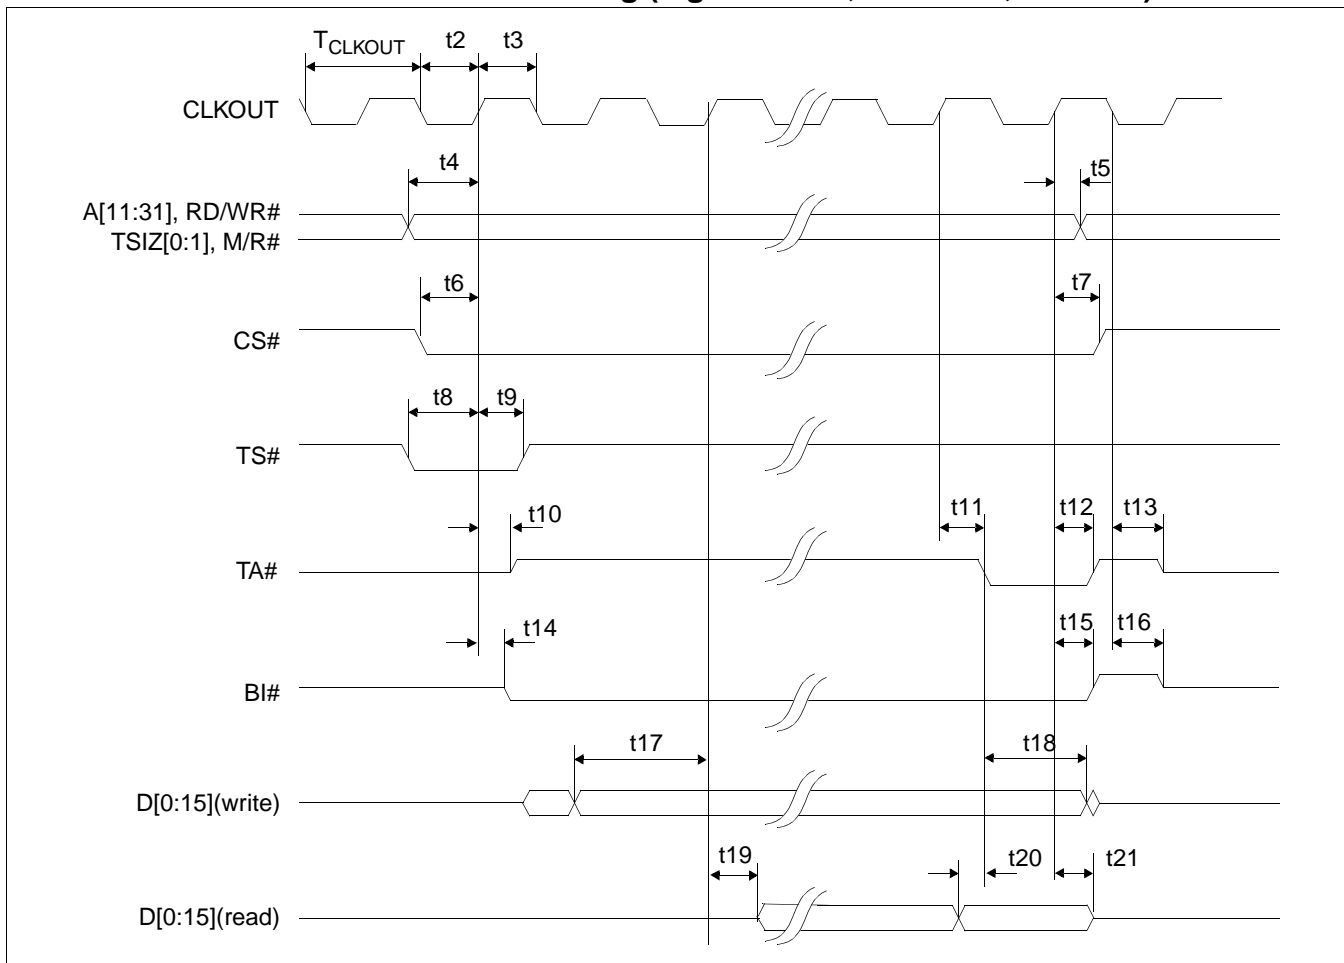 TCLKOUT t2 t3
CLKOUT
t4 t5
A[11:31], RD/WR#
TSIZ[0:1], M/R#
t6 t7
CS#
t8 t9
TS#
t10 t11 t12 t13
TA#
t14 t15 t16
BI#
t17 t18
D[0:15](write)
t19 t20 t21
D[0:15](read)